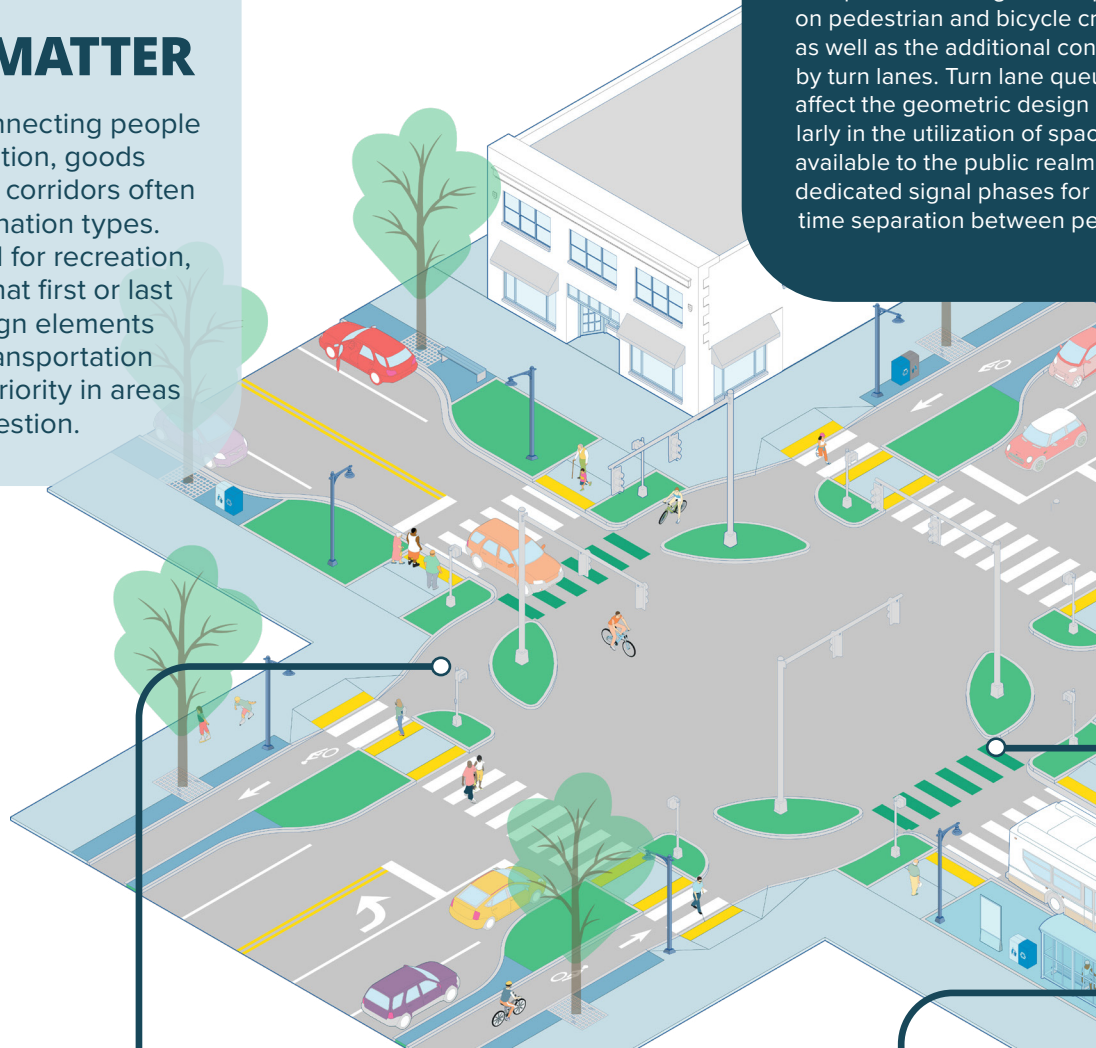 MATTER
nnecting people
tion, goods
corridors often
nation types.
for recreation,
hat first or last
gn elements
ransportation
riority in areas
estion.
on pedestrian and bicycle cr
as well as the additional con
by turn lanes. Turn lane queu
affect the geometric design
larly in the utilization of spac
available to the public realm
dedicated signal phases for
time separation between pe